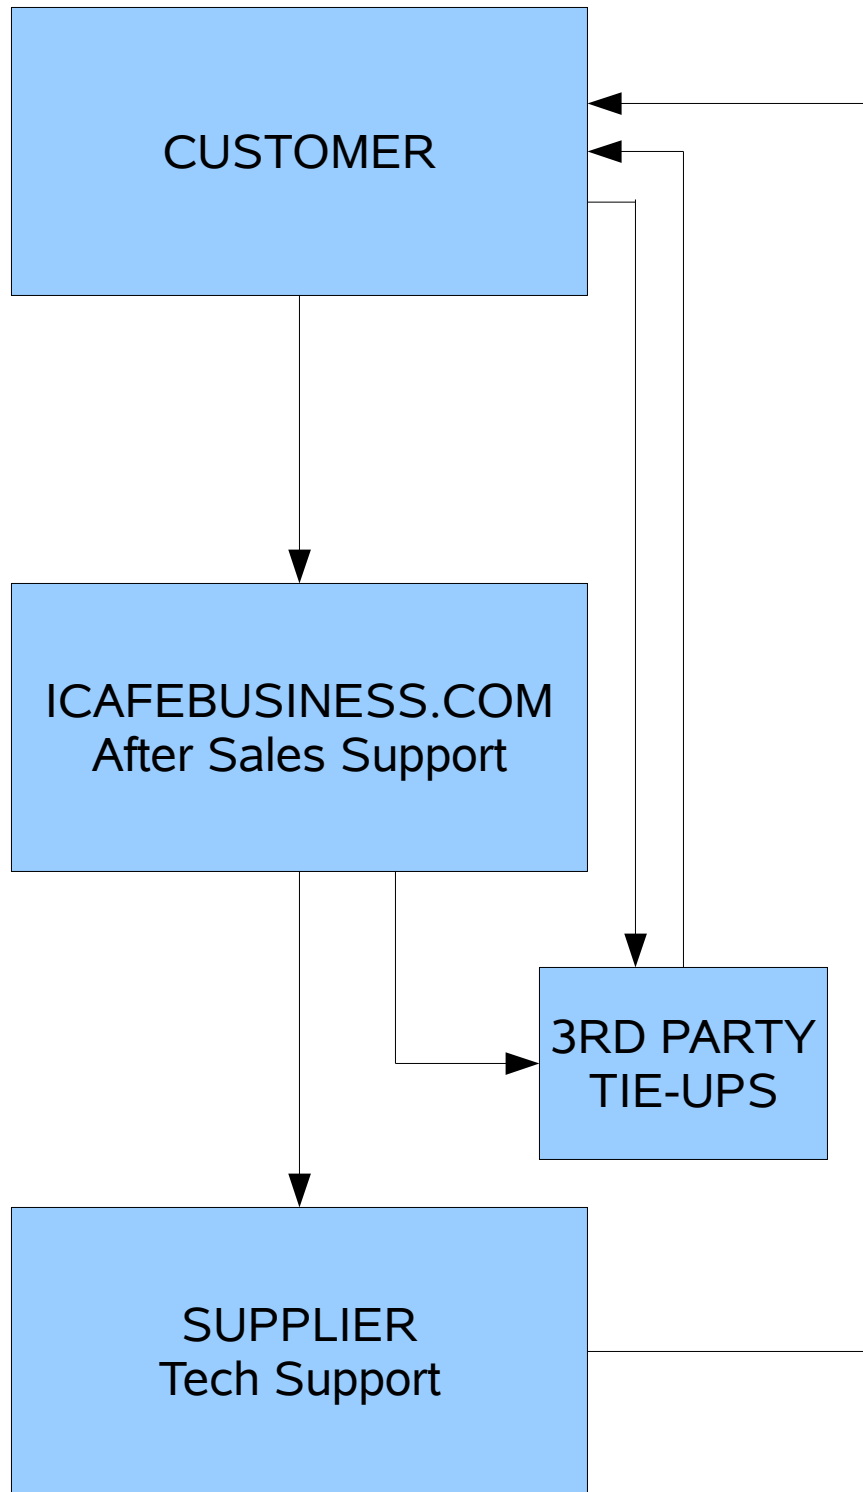 CUSTOMER
ICAFEBUSINESS.COM
After Sales Support
3RD PARTY
TIE-UPS
SUPPLIER
Tech Support